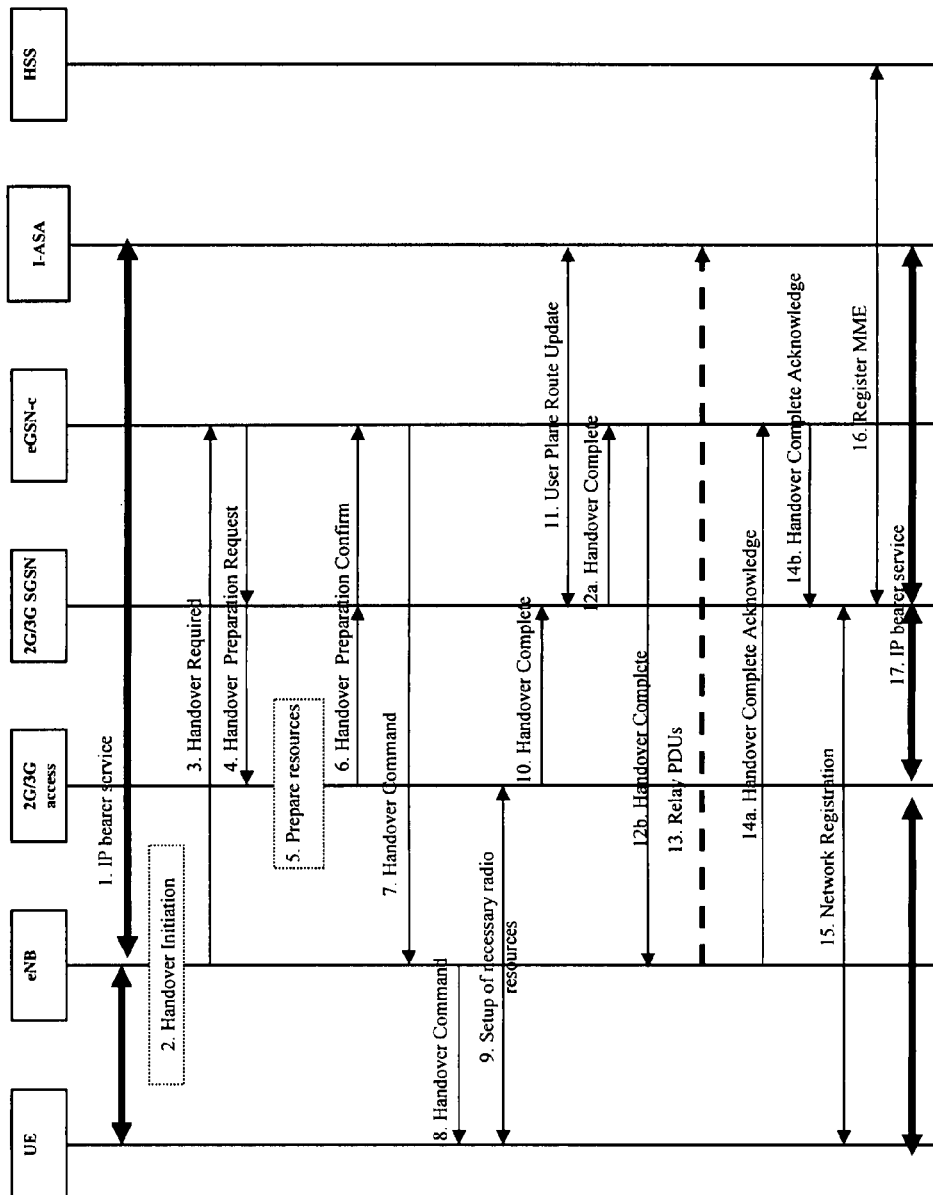 UE
eNB
2G/3G
access
2G/3G SGSN
eGSN-c
I-ASA
HSS
1. IP bearer service
2. Handover Initiation
3. Handover Required
4. Handover Preparation Request
5. Prepare resources
6. Handover Preparation Confirm
7. Handover Command
8. Handover Command
9. Setup of necessary radio
resources
10. Handover Complete
11. User Plane Route Update
12a. Handover Complete
12b. Handover Complete
13. Relay PDUs
14a. Handover Complete Acknowledge
14b. Handover Complete Acknowledge
15. Network Registration
16. Register MME
17. IP bearer service